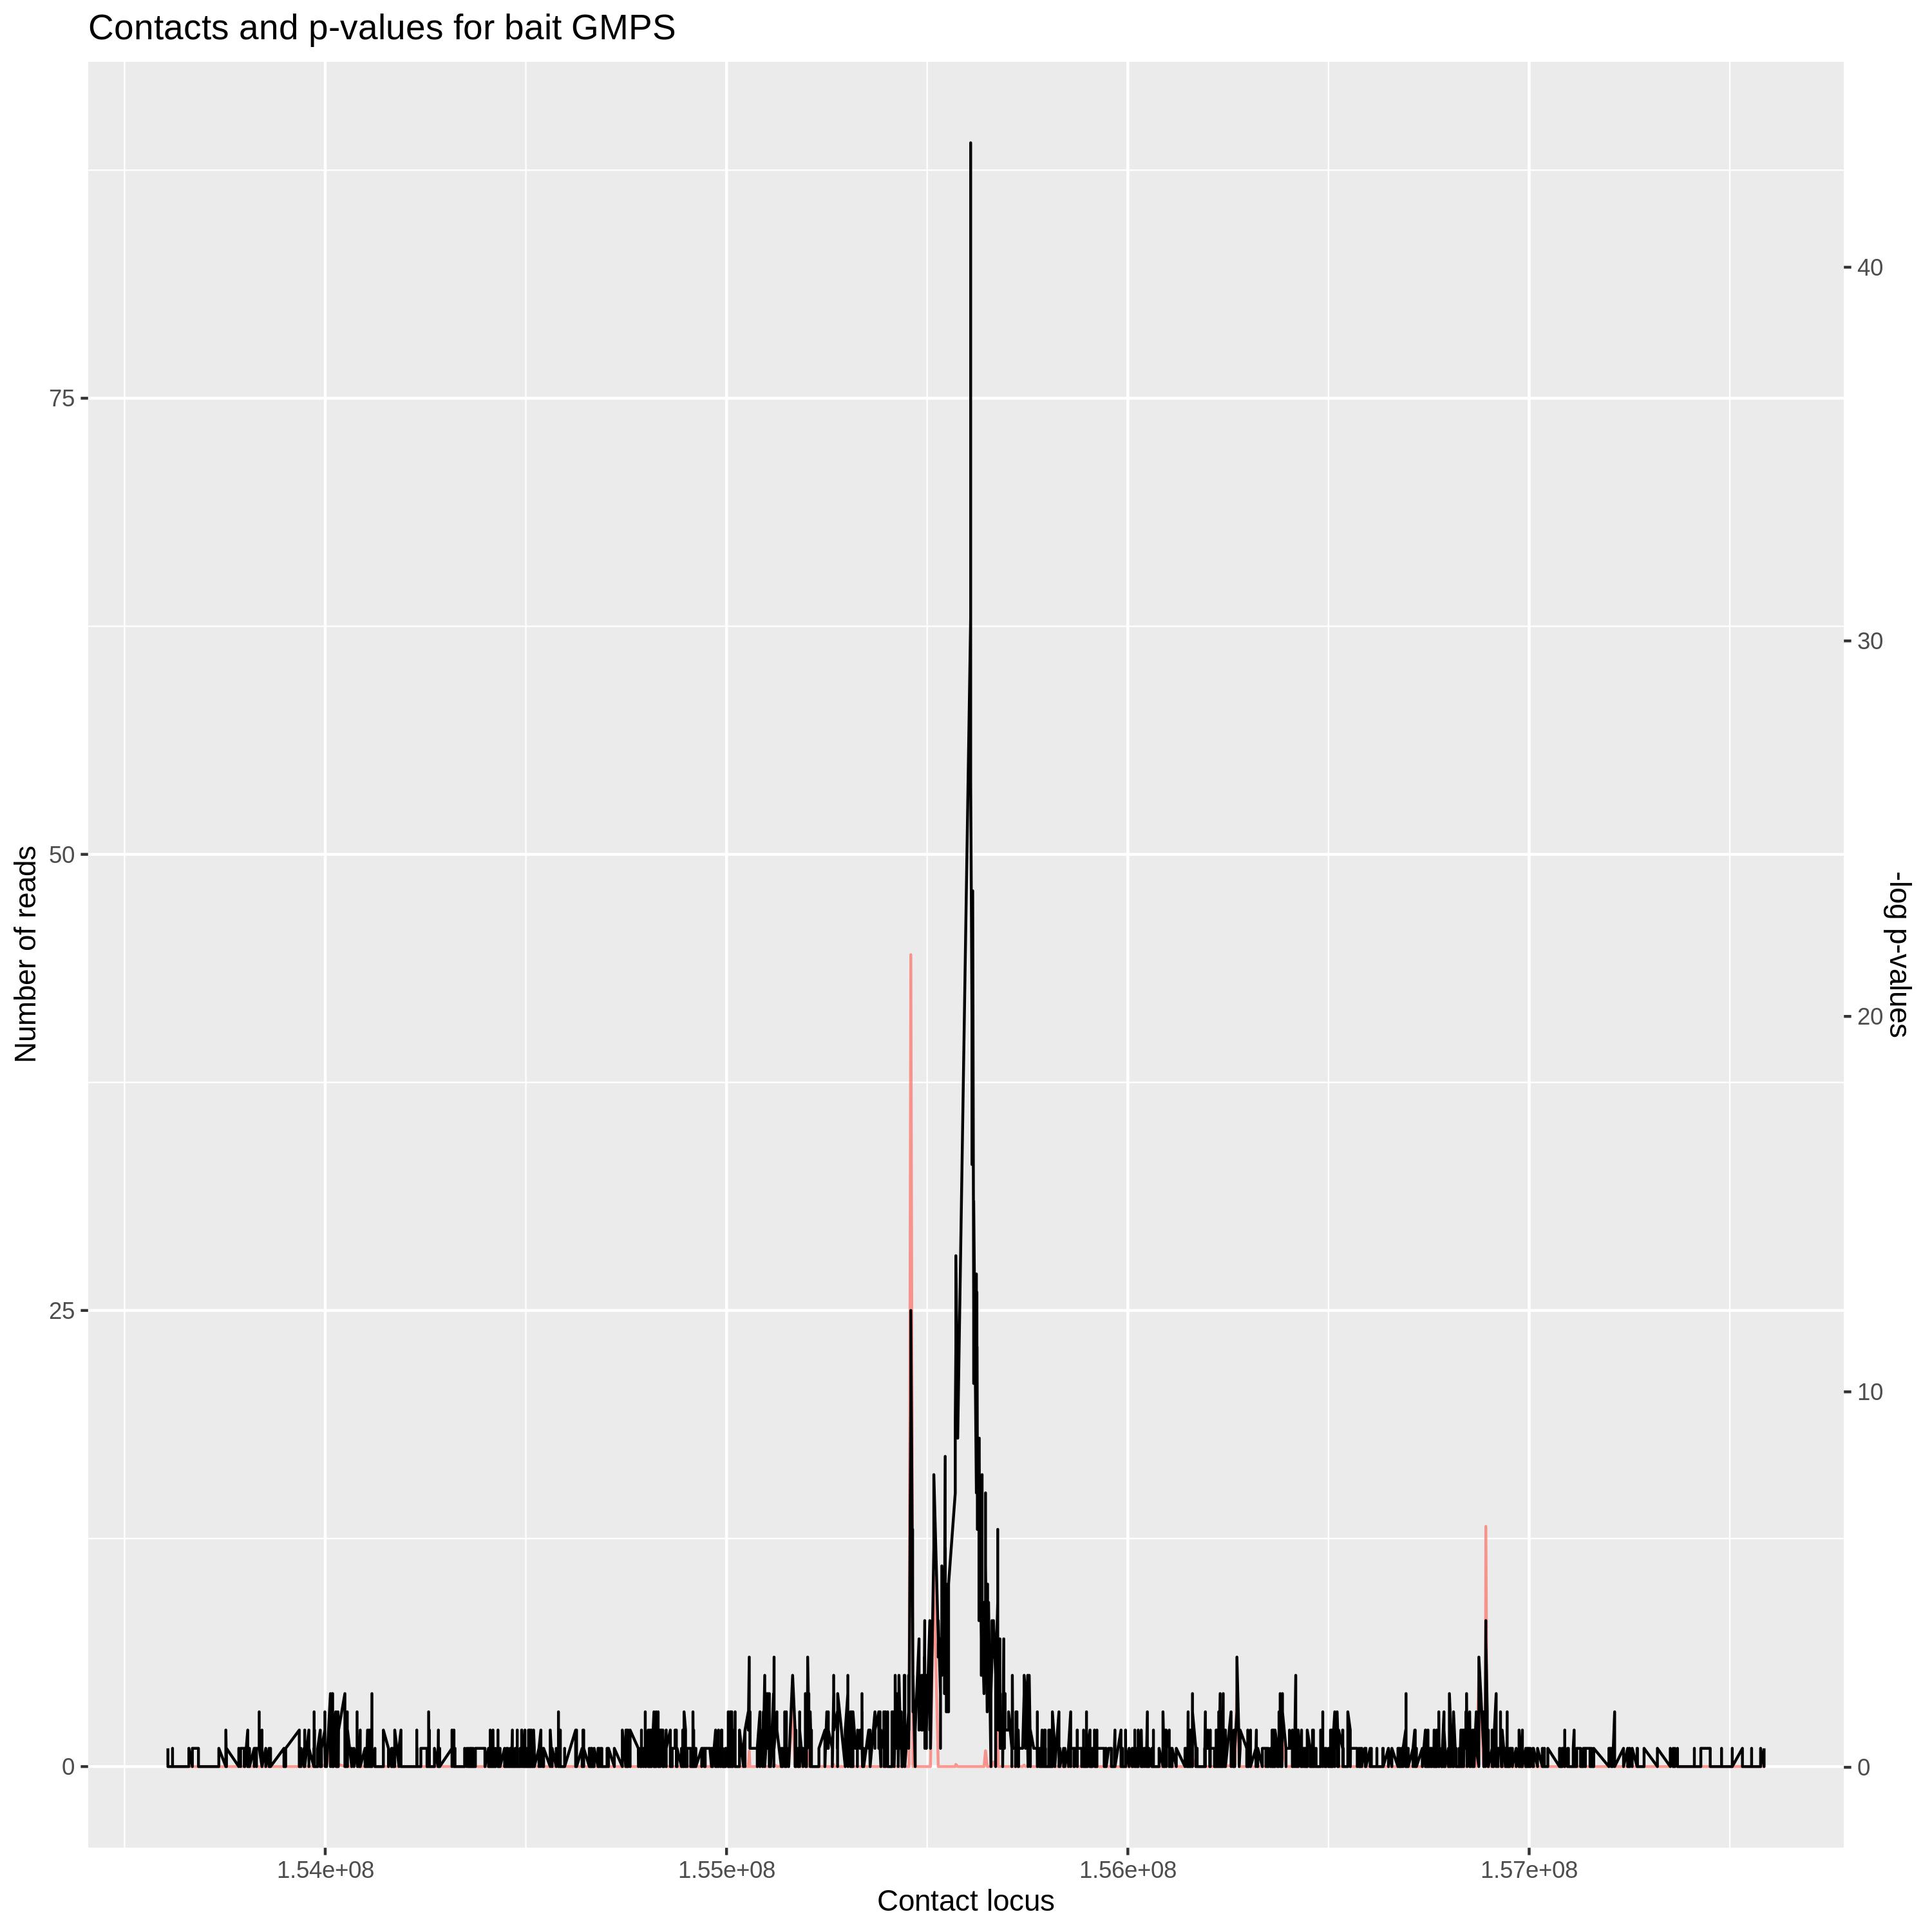 Contacts and p-values for bait GMPS
Number of reads
75
50
25
0
40
30
20
10
0
-log p-values
1.54e+08 1.55e+08 1.56e+08 1.57e+08
Contact locus